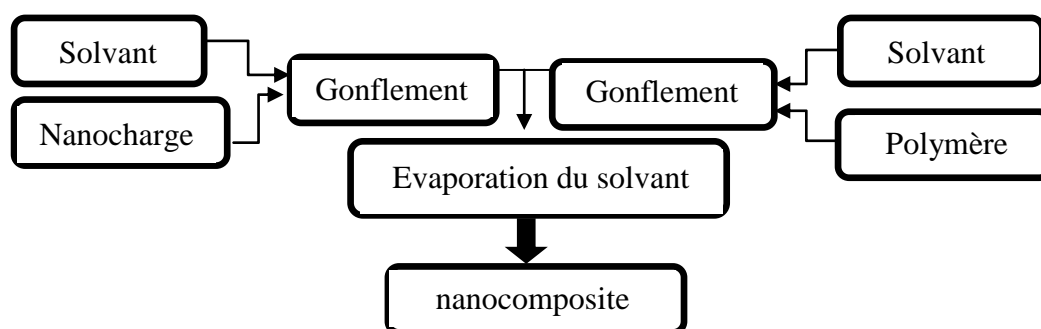 Solvant
Nanocharge
Gonflement
Gonflement
Solvant
Polymère
Evaporation du solvant
nanocomposite